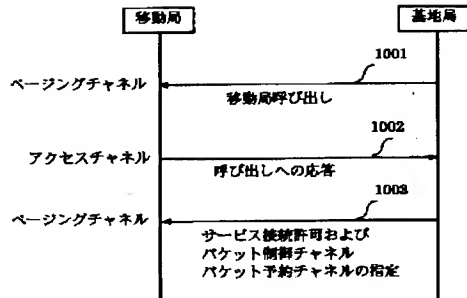 移動局
基地局
1001
ページングチャネル
移動局呼び出し
1002
アクセスチャネル
呼び出しへの応答
1003
ページングチャネル
サービス接続許可および
パケット制御チャネル
パケット予約チャネルの指定